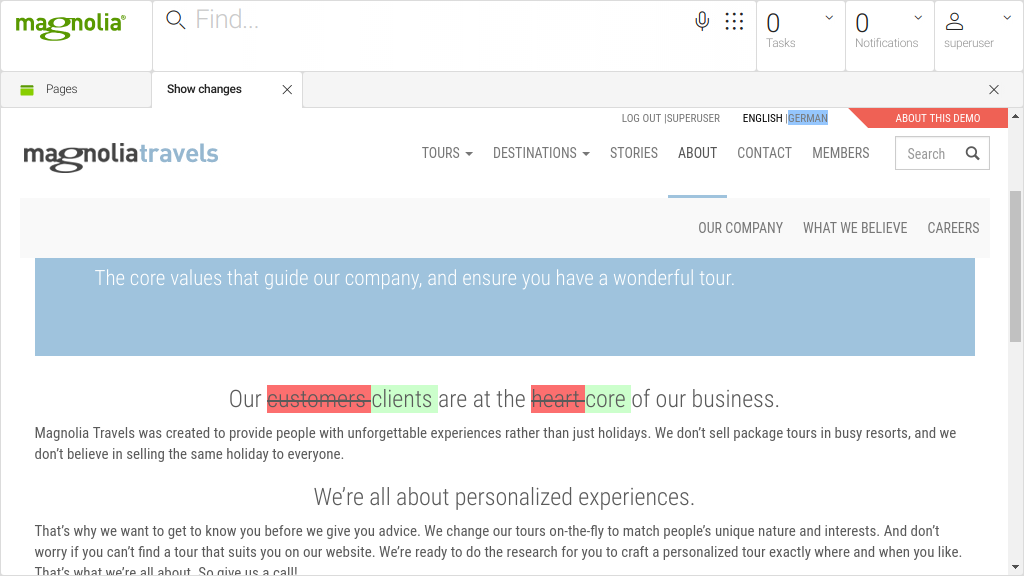 magnolia®
Find...
0
Tasks
0
Notifications
superuser
Pages
Show changes
LOG OUT |SUPERUSER
ENGLISH |GERMAN
ABOUT THIS DEMO
magnoliatravels
TOURS
DESTINATIONS
STORIES
ABOUT
CONTACT
MEMBERS
Search
OUR COMPANY
WHAT WE BELIEVE
CAREERS
The core values that guide our company, and ensure you have a wonderful tour.
Our customers clients are at the heart core of our business.
Magnolia Travels was created to provide people with unforgettable experiences rather than just holidays. We don’t sell package tours in busy resorts, and we
don’t believe in selling the same holiday to everyone.
We’re all about personalized experiences.
That’s why we want to get to know you before we give you advice. We change our tours on-the-fly to match people’s unique nature and interests. And don’t
worry if you can’t find a tour that suits you on our website. We’re ready to do the research for you to craft a personalized tour exactly where and when you like.
That’s what we’re all about. So give us a call!